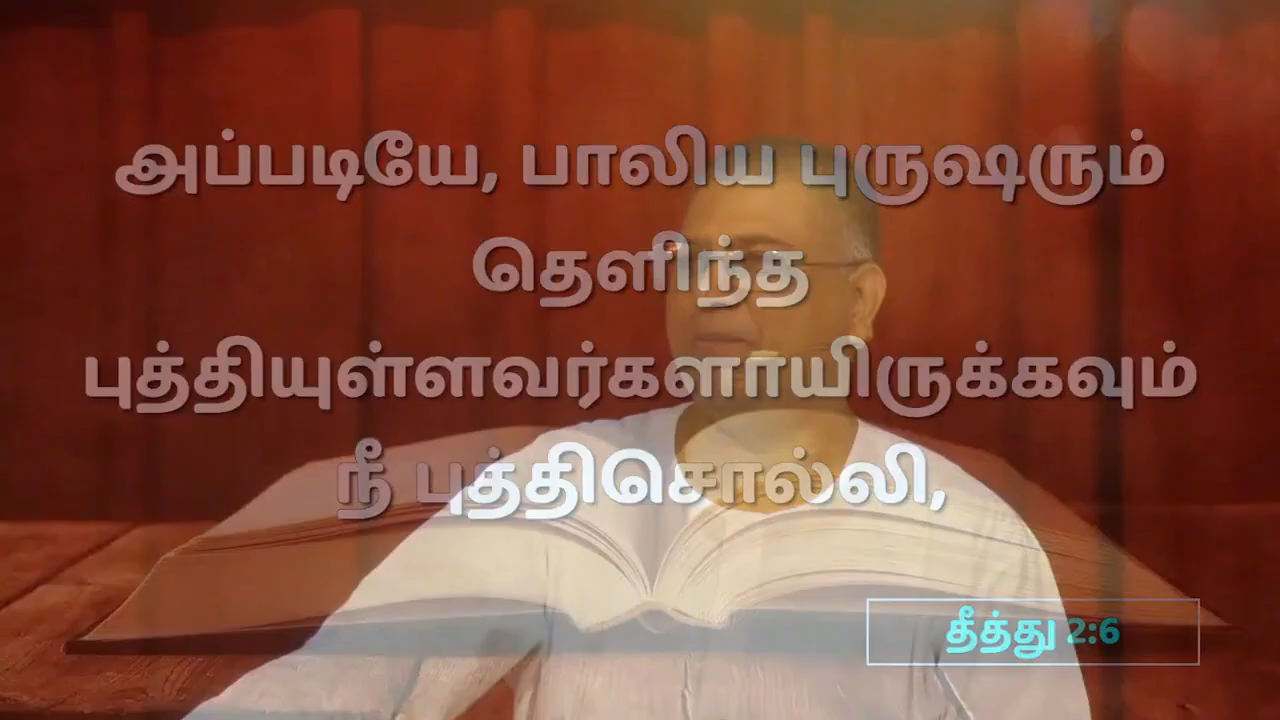 அப்படியே, பாலிய புருஷரும்
தெளிந்த
புத்தியுள்ளவர்களாயிருக்கவும்
நீ புத்திசொல்லி,
தீத்து 2:6